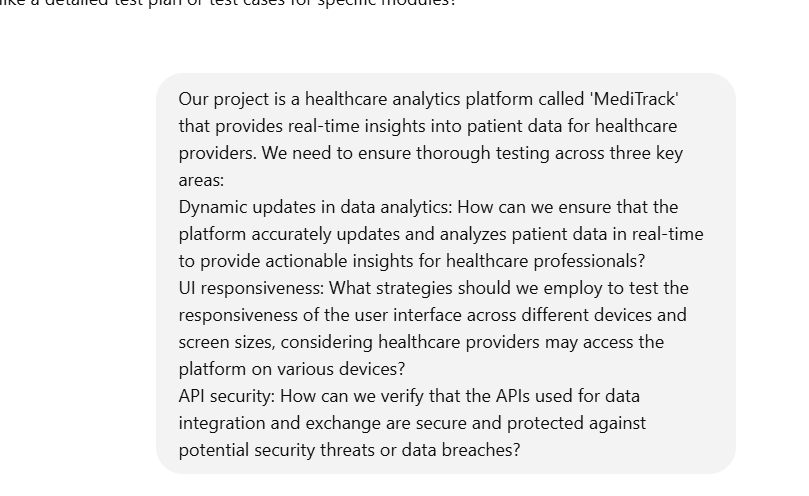 like a detailed test plan or test cases for specific modules?
Our project is a healthcare analytics platform called 'MediTrack'
that provides real-time insights into patient data for healthcare
providers. We need to ensure thorough testing across three key
areas:
Dynamic updates in data analytics: How can we ensure that the
platform accurately updates and analyzes patient data in real-time
to provide actionable insights for healthcare professionals?
UI responsiveness: What strategies should we employ to test the
responsiveness of the user interface across different devices and
screen sizes, considering healthcare providers may access the
platform on various devices?
API security: How can we verify that the APIs used for data
integration and exchange are secure and protected against
potential security threats or data breaches?